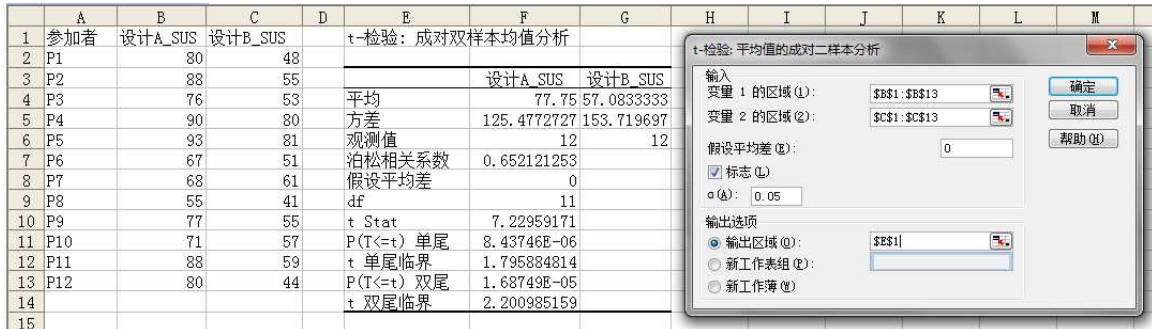 A B C D E F G H I J K L M
1 参加者 设计A_SUS 设计B_SUS t-检验: 成对双样本均值分析
2 P1 80 48
3 P2 88 55 设计A_SUS 设计B_SUS
4 P3 76 53 平均 77.75 57.0833333
5 P4 90 80 方差 125.4772727 153.719697
6 P5 93 81 观测值 12 12
7 P6 67 51 泊松相关系数 0.652121253
8 P7 68 61 假设平均差 0
9 P8 55 41 df 11
10 P9 77 55 t Stat 7.22959171
11 P10 71 57 P(T<=t) 单尾 8.43746E-06
12 P11 88 59 t 单尾临界 1.795884814
13 P12 80 44 P(T<=t) 双尾 1.68749E-05
14 t 双尾临界 2.200985159
15
t-检验: 平均值的成对二样本分析
输入
变量 1 的区域(1): $B$1:$B$13
变量 2 的区域(2): $C$1:$C$13
假设平均差(E): 0
标志(L)
α(A): 0.05
输出选项
输出区域(O): $E$1
新工作表组(P):
新工作薄(W)
确定
取消
帮助(H)